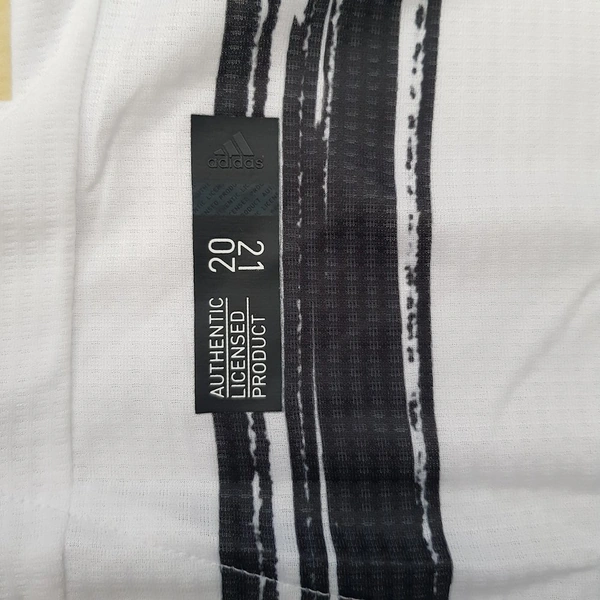 adidas
20
21
AUTHENTIC
LICENSED
PRODUCT